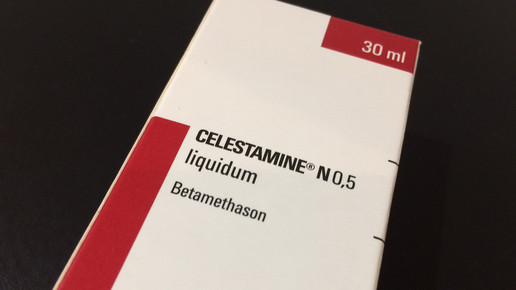 30 ml
CELESTAMINE® N 0,5
liquidum
Betamethason